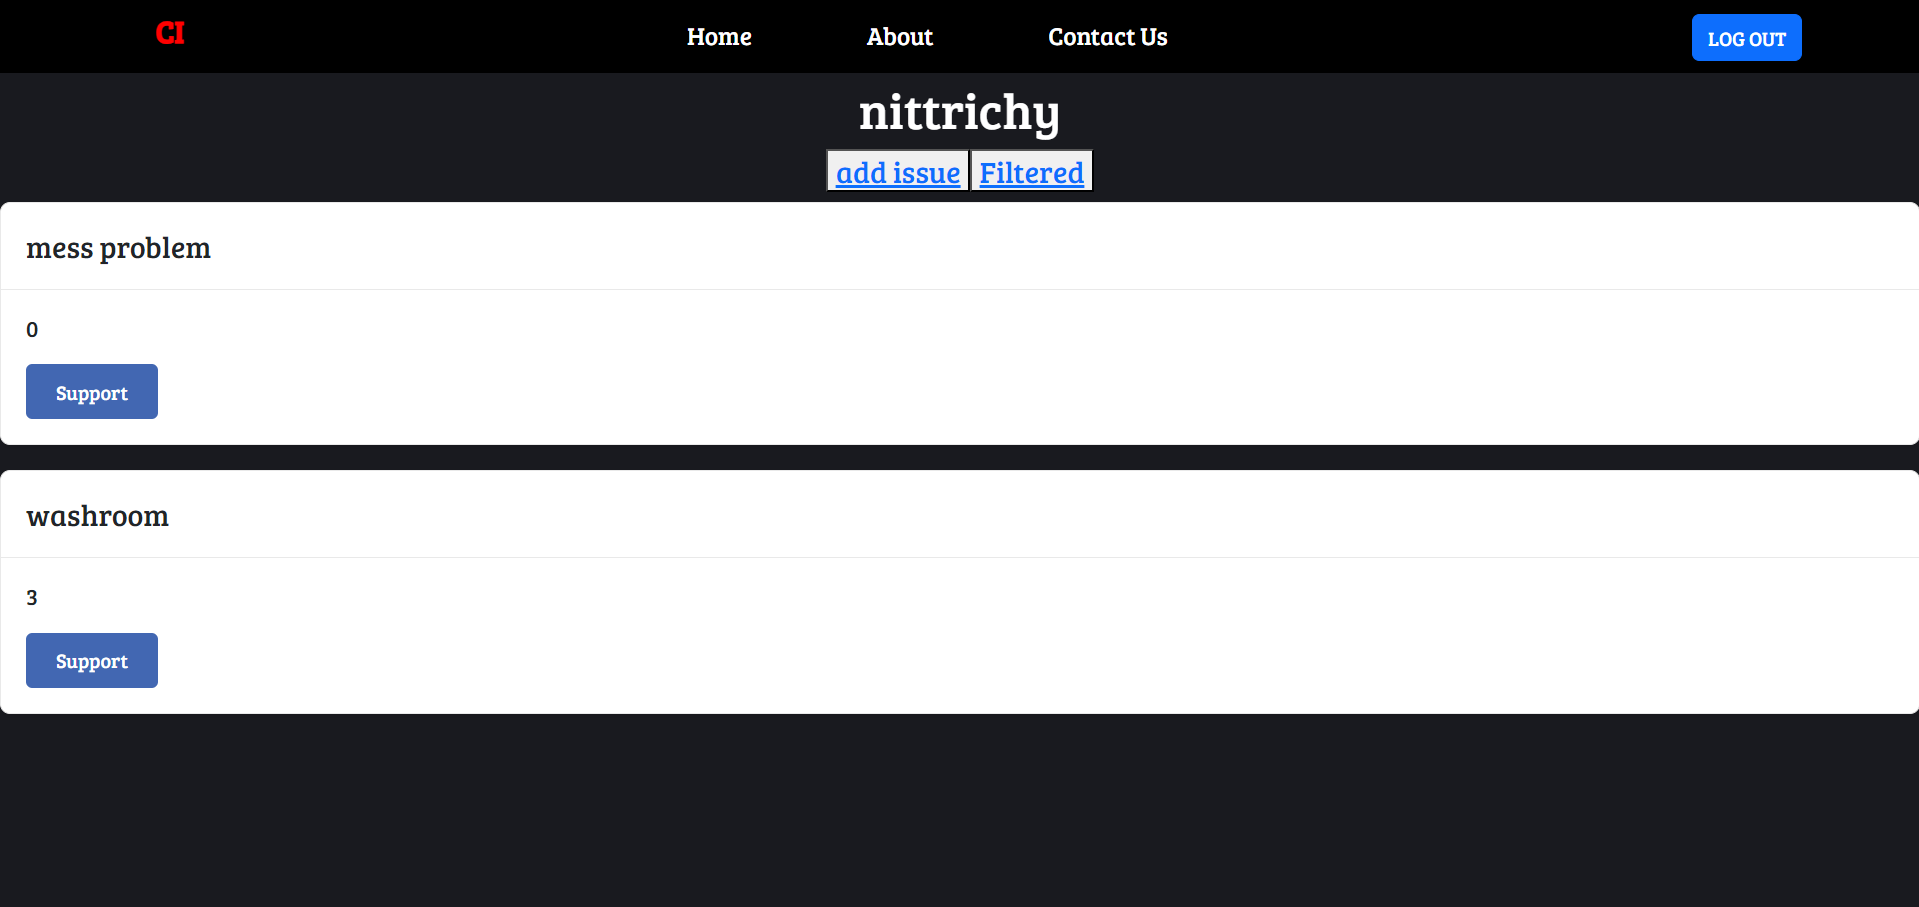 CI Home About Contact Us LOG OUT
nittrichy
add issue Filtered
mess problem
0
Support
washroom
3
Support